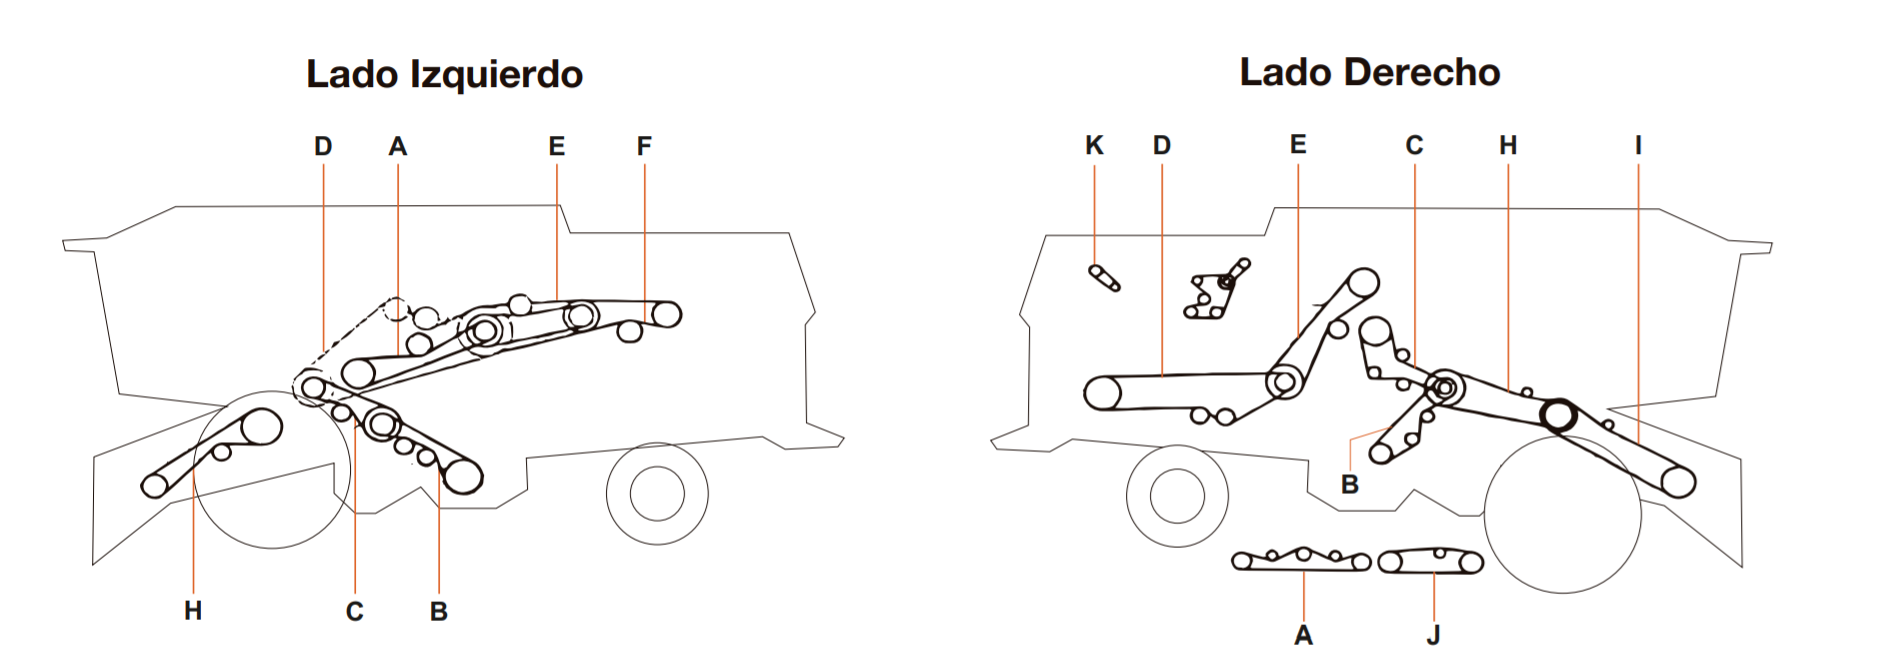 Lado Izquierdo
D A E F
H C B
Lado Derecho
K D E C H I
B
A J